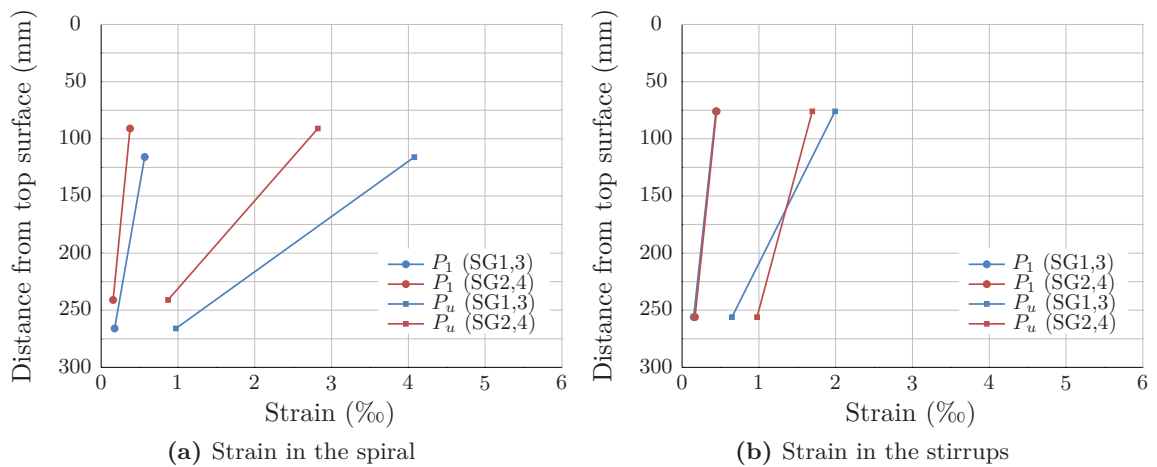 0
50
100
150
200
250
300
0 1 2 3 4 5 6
Distance from top surface (mm)
Strain (‰)
P₁ (SG1,3)
P₁ (SG2,4)
Pᵤ (SG1,3)
Pᵤ (SG2,4)
(a) Strain in the spiral
0
50
100
150
200
250
300
0 1 2 3 4 5 6
Distance from top surface (mm)
Strain (‰)
P₁ (SG1,3)
P₁ (SG2,4)
Pᵤ (SG1,3)
Pᵤ (SG2,4)
(b) Strain in the stirrups